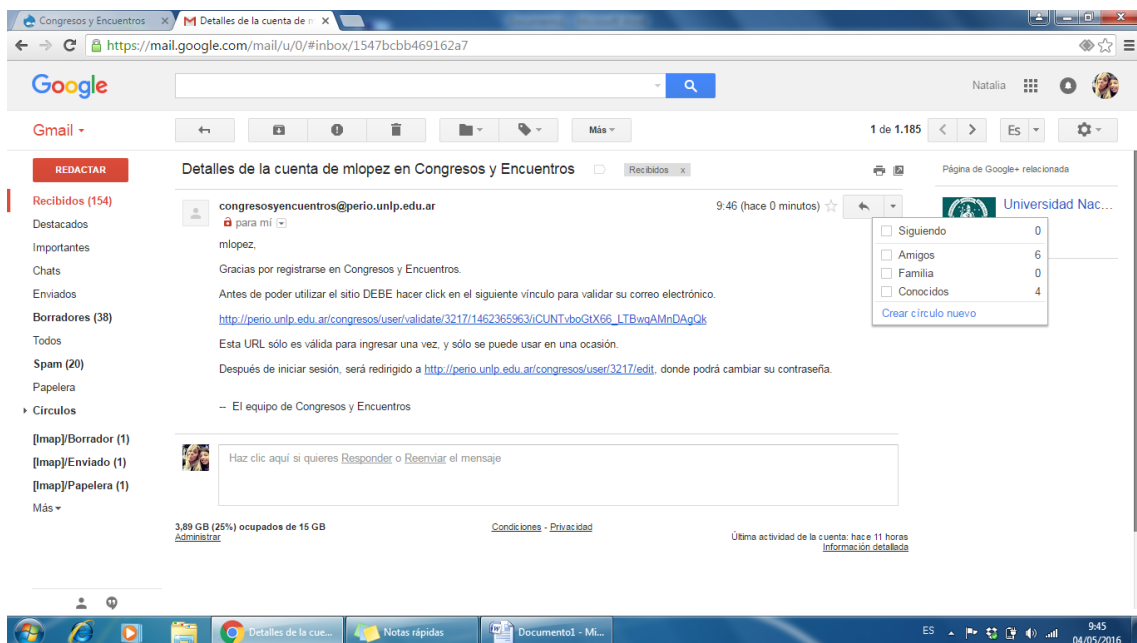 Congresos y Encuentros x
Detalles de la cuenta de m x
https://mail.google.com/mail/u/0/#inbox/1547bcbb469162a7
Google
Natalia
Gmail
Más
1 de 1.185
Es
REDACTAR
Detalles de la cuenta de mlopez en Congresos y Encuentros
Recibidos x
Página de Google+ relacionada
Recibidos (154)
Destacados
Importantes
Chats
Enviados
Borradores (38)
Todos
Spam (20)
Papelera
Círculos
[Imap]/Borrador (1)
[Imap]/Enviado (1)
[Imap]/Papelera (1)
Más
congresosyencuentros@perio.unlp.edu.ar
9:46 (hace 0 minutos)
para mí
Universidad Nac...
Siguiendo 0
Amigos 6
Familia 0
Conocidos 4
Crear círculo nuevo
mlopez,
Gracias por registrarse en Congresos y Encuentros.
Antes de poder utilizar el sitio DEBE hacer click en el siguiente vínculo para validar su correo electrónico.
http://perio.unlp.edu.ar/congresos/user/validate/3217/1462365963/iCUNTvboGtX66_LTBwqAMnDAgQk
Esta URL sólo es válida para ingresar una vez, y sólo se puede usar en una ocasión.
Después de iniciar sesión, será redirigido a http://perio.unlp.edu.ar/congresos/user/3217/edit, donde podrá cambiar su contraseña.
-- El equipo de Congresos y Encuentros
Haz clic aquí si quieres Responder o Reenviar el mensaje
3,89 GB (25%) ocupados de 15 GB
Administrar
Condiciones - Privacidad
Última actividad de la cuenta: hace 11 horas
Información detallada
Detalles de la cue...
Notas rápidas
Documento1 - Mi...
ES
9:45
04/05/2016